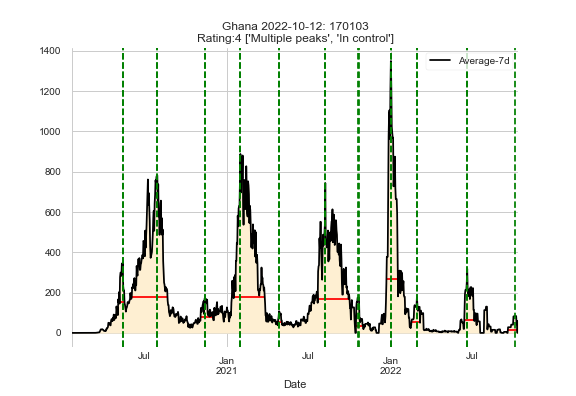 Ghana 2022-10-12: 170103
Rating:4 ['Multiple peaks', 'In control']
1400
1200
1000
800
600
400
200
0
Average-7d
Jul
Jan
2021
Jul
Jan
2022
Jul
Date